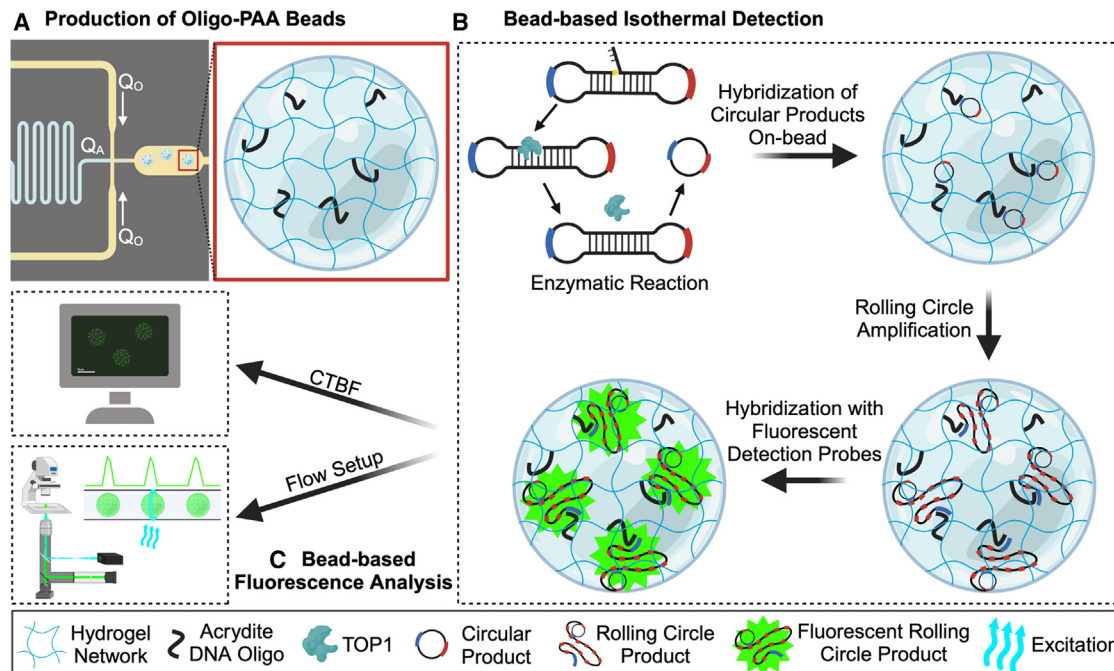 A Production of Oligo-PAA Beads
Qo
QA
Qo
B Bead-based Isothermal Detection
Enzymatic Reaction
Hybridization of
Circular Products
On-bead
Rolling Circle
Amplification
Hybridization with
Fluorescent
Detection Probes
CTBF
Flow Setup
C Bead-based
Fluorescence Analysis
Hydrogel
Network
Acrydite
DNA Oligo
TOP1
Circular
Product
Rolling Circle
Product
Fluorescent Rolling
Circle Product
Excitation